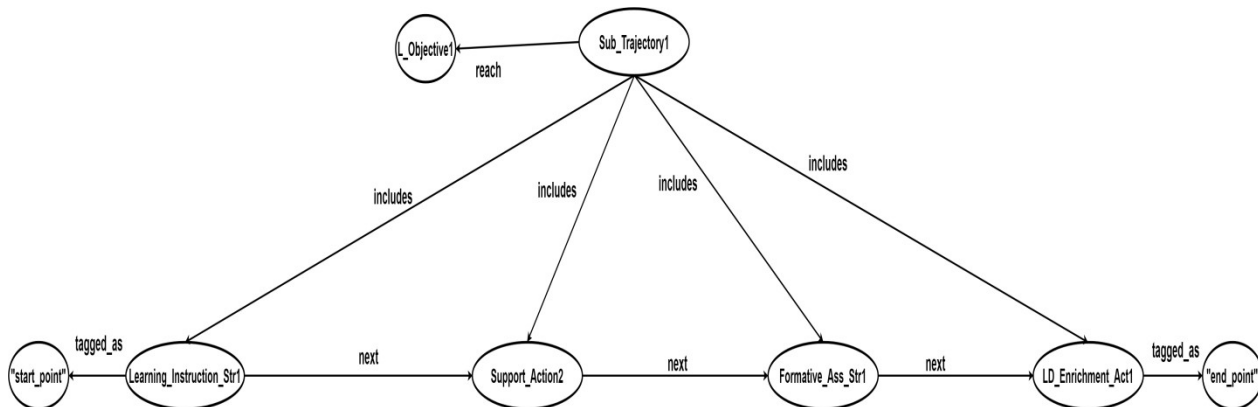 Sub_Trajectory1
L_Objective1
reach
includes
includes
includes
includes
tagged_as
next
next
next
tagged_as
"start_point"
Learning_Instruction_Str1
Support_Action2
Formative_Ass_Str1
LD_Enrichment_Act1
"end_point"